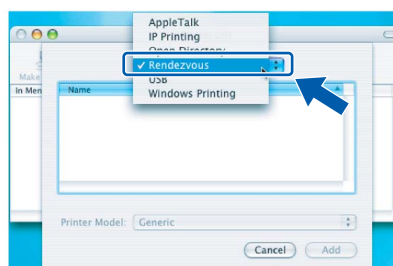 AppleTalk
IP Printing
Open Directory
✓ Rendezvous
USB
Windows Printing
Make
In Men
Name
Printer Model: Generic
Cancel Add